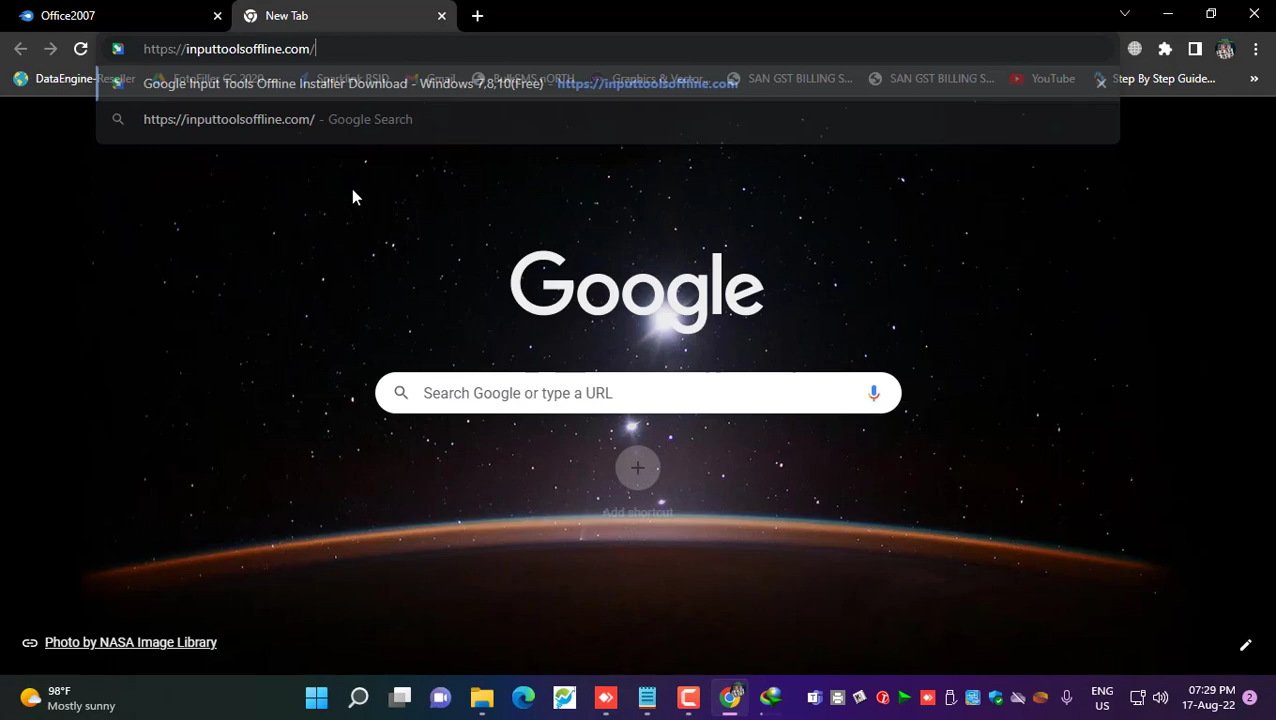 Office2007
New Tab
https://inputtoolsoffline.com/
DataEngine-Reseller
YouTube
Step By Step Guide...
SAN GST BILLING S...
SAN GST BILLING S...
Google Input Tools Offline Installer Download - Windows 7,8,10(Free) - https://inputtoolsoffline.com
https://inputtoolsoffline.com/ - Google Search
Google
Search Google or type a URL
Add shortcut
Photo by NASA Image Library
98°F
Mostly sunny
ENG
US
07:29 PM
17-Aug-22
2